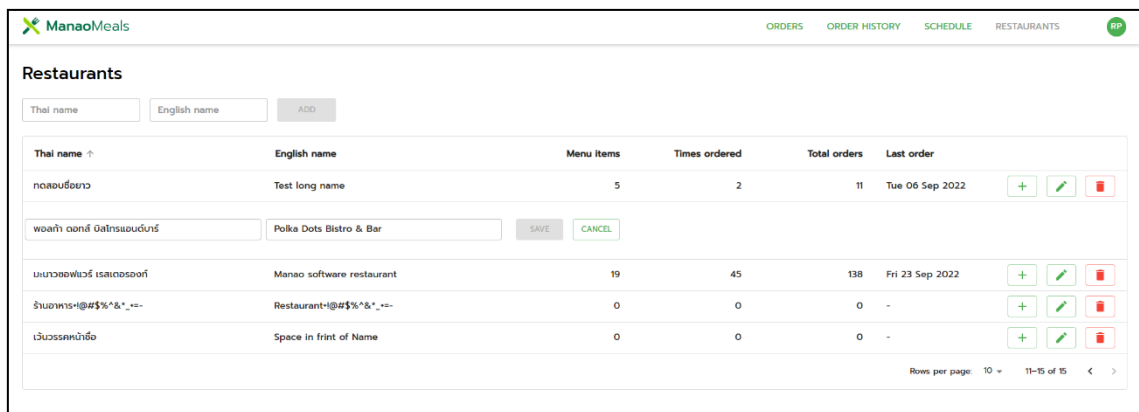 ManaoMeals ORDERS ORDER HISTORY SCHEDULE RESTAURANTS RP
Restaurants
Thai name English name ADD
Thai name ↑ English name Menu items Times ordered Total orders Last order
ทดสอบชื่อยาว Test long name 5 2 11 Tue 06 Sep 2022
พอลก้า ดอทส์ บิสโทรแอนด์บาร์ Polka Dots Bistro & Bar SAVE CANCEL
มะนาวซอฟแวร์ เรสเตอรองท์ Manao software restaurant 19 45 138 Fri 23 Sep 2022
ร้านอาหาร+!@#$%^&*_+=- Restaurant+!@#$%^&*_+=- 0 0 0 -
เว้นวรรคหน้าชื่อ Space in frint of Name 0 0 0 -
Rows per page: 10 11–15 of 15